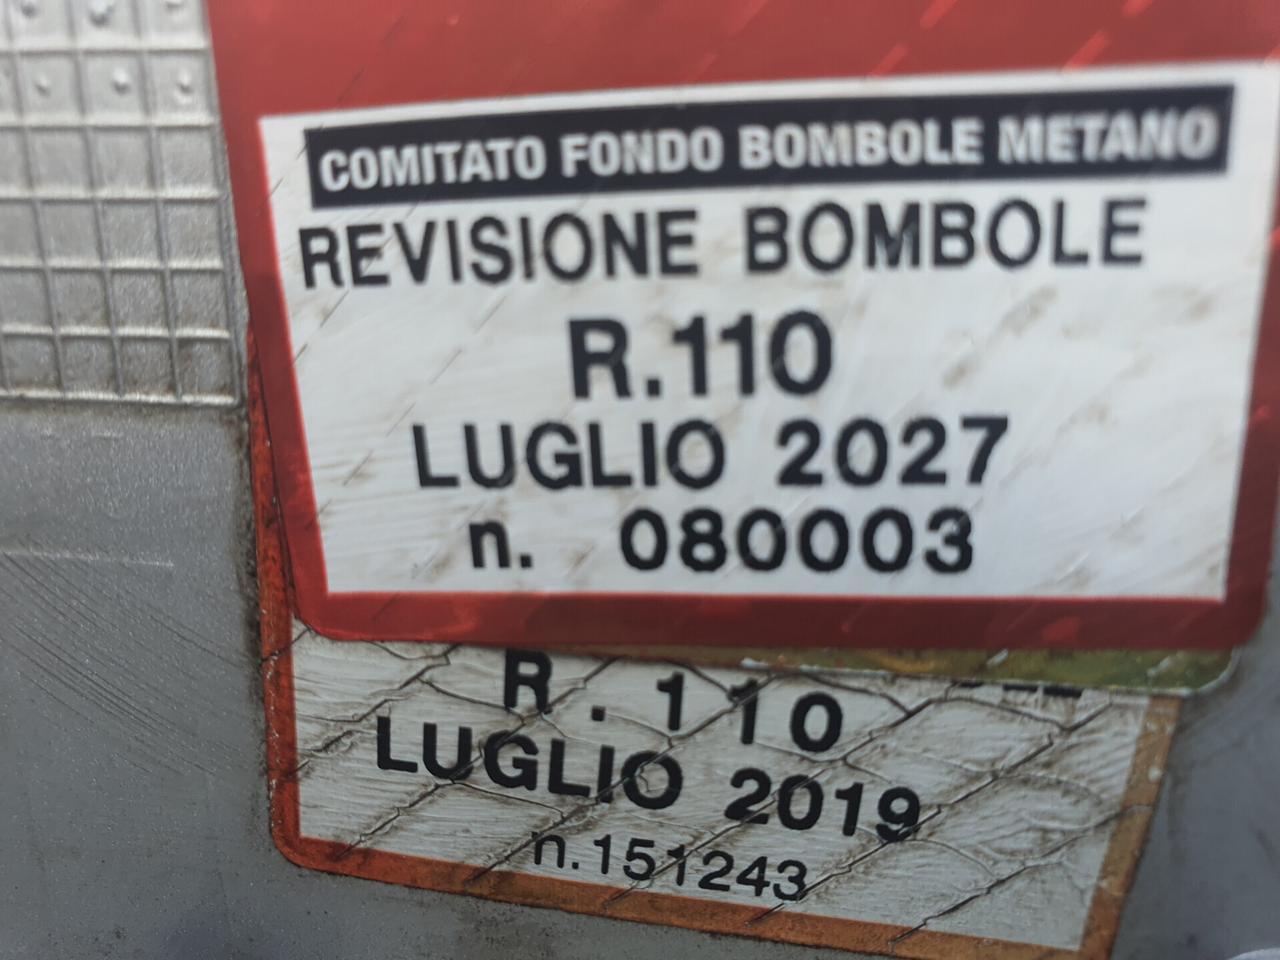 COMITATO FONDO BOMBOLE METANO
REVISIONE BOMBOLE
R.110
LUGLIO 2027
n. 080003
R.110
LUGLIO 2019
n.151243